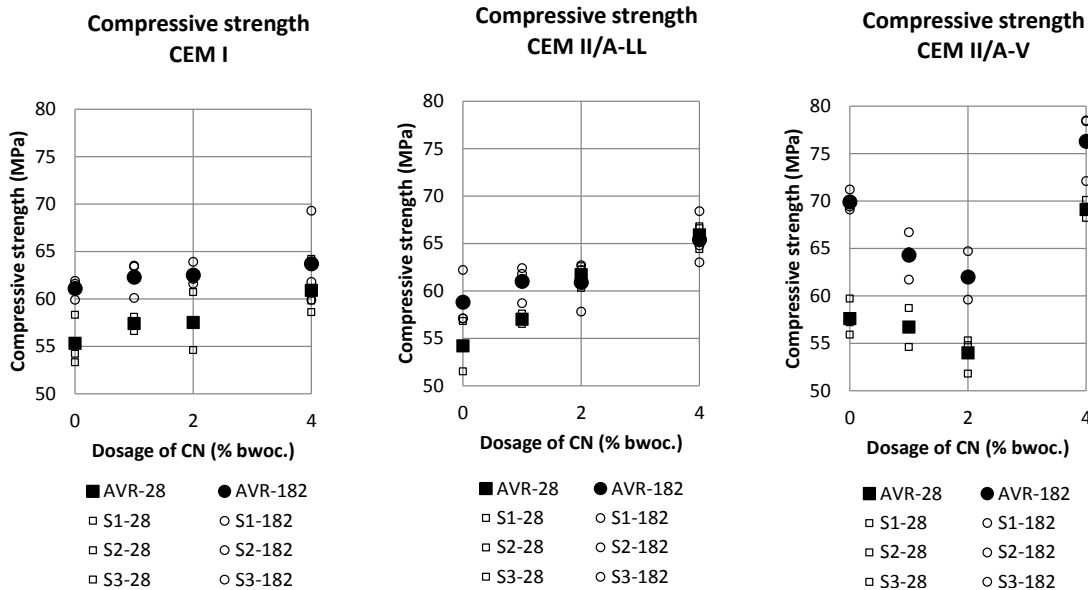 Compressive strength
CEM I
Compressive strength (MPa)
80
75
70
65
60
55
50
0
2
4
Dosage of CN (% bwoc.)
AVR-28 AVR-182
S1-28 S1-182
S2-28 S2-182
S3-28 S3-182
Compressive strength
CEM II/A-LL
Compressive strength (MPa)
80
75
70
65
60
55
50
0
2
4
Dosage of CN (% bwoc.)
AVR-28 AVR-182
S1-28 S1-182
S2-28 S2-182
S3-28 S3-182
Compressive strength
CEM II/A-V
Compressive strength (MPa)
80
75
70
65
60
55
50
0
2
4
Dosage of CN (% bwoc.)
AVR-28 AVR-182
S1-28 S1-182
S2-28 S2-182
S3-28 S3-182